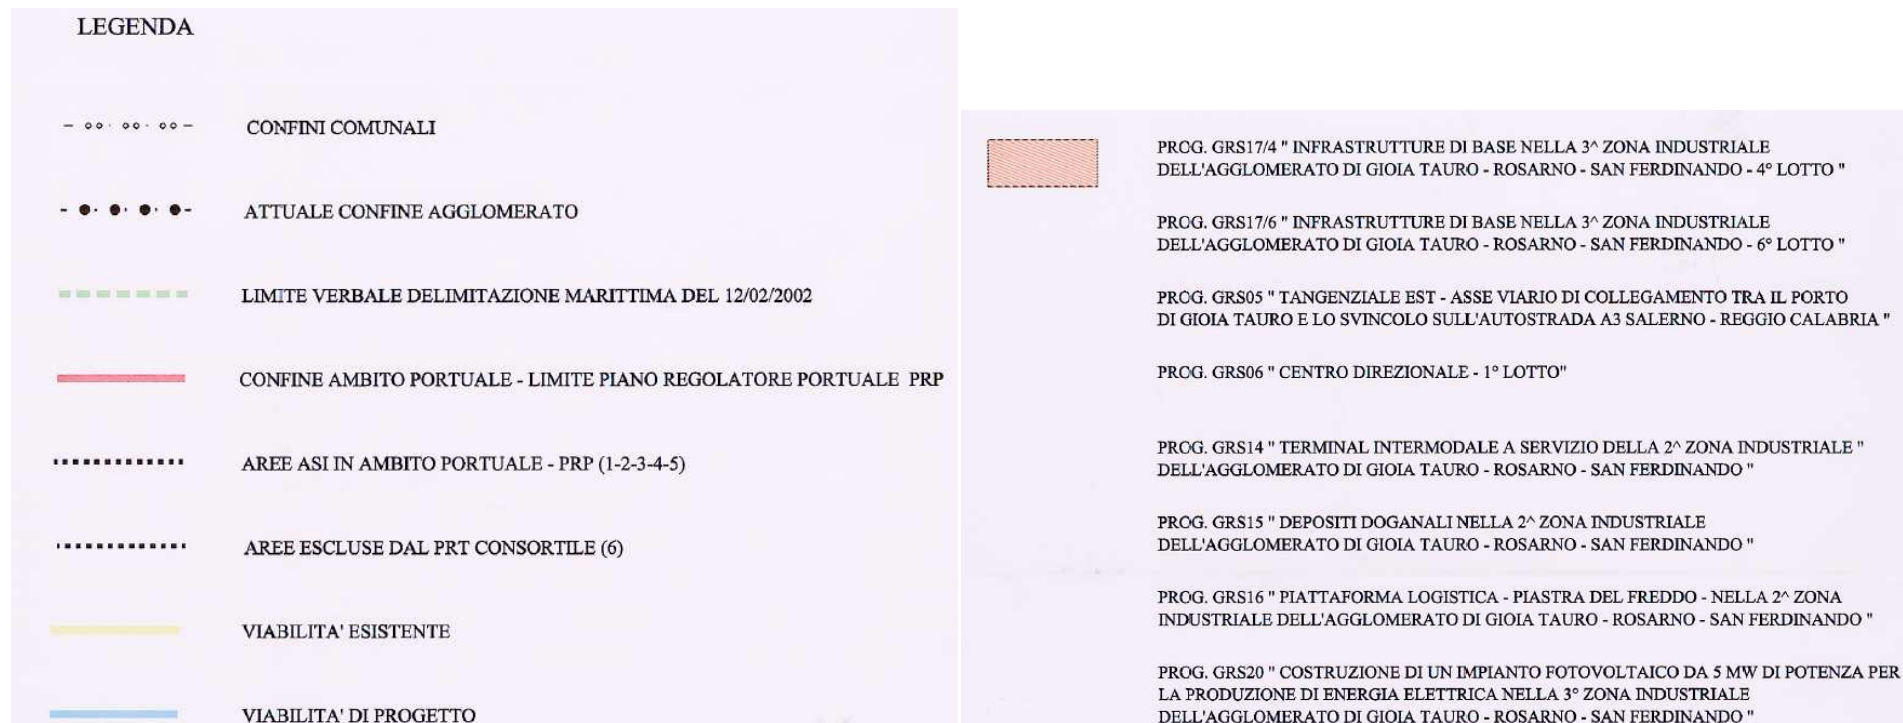 LEGENDA
CONFINI COMUNALI
ATTUALE CONFINE AGGLOMERATO
LIMITE VERBALE DELIMITAZIONE MARITTIMA DEL 12/02/2002
CONFINE AMBITO PORTUALE - LIMITE PIANO REGOLATORE PORTUALE PRP
AREE ASI IN AMBITO PORTUALE - PRP (1-2-3-4-5)
AREE ESCLUSE DAL PRT CONSORTILE (6)
VIABILITA' ESISTENTE
VIABILITA' DI PROGETTO
PROG. GRS17/4 " INFRASTRUTTURE DI BASE NELLA 3^ ZONA INDUSTRIALE
DELL'AGGLOMERATO DI GIOIA TAURO - ROSARNO - SAN FERDINANDO - 4° LOTTO "
PROG. GRS17/6 " INFRASTRUTTURE DI BASE NELLA 3^ ZONA INDUSTRIALE
DELL'AGGLOMERATO DI GIOIA TAURO - ROSARNO - SAN FERDINANDO - 6° LOTTO "
PROG. GRS05 " TANGENZIALE EST - ASSE VIARIO DI COLLEGAMENTO TRA IL PORTO
DI GIOIA TAURO E LO SVINCOLO SULL'AUTOSTRADA A3 SALERNO - REGGIO CALABRIA "
PROG. GRS06 " CENTRO DIREZIONALE - 1° LOTTO"
PROG. GRS14 " TERMINAL INTERMODALE A SERVIZIO DELLA 2^ ZONA INDUSTRIALE "
DELL'AGGLOMERATO DI GIOIA TAURO - ROSARNO - SAN FERDINANDO "
PROG. GRS15 " DEPOSITI DOGANALI NELLA 2^ ZONA INDUSTRIALE
DELL'AGGLOMERATO DI GIOIA TAURO - ROSARNO - SAN FERDINANDO "
PROG. GRS16 " PIATTAFORMA LOGISTICA - PIASTRA DEL FREDDO - NELLA 2^ ZONA
INDUSTRIALE DELL'AGGLOMERATO DI GIOIA TAURO - ROSARNO - SAN FERDINANDO "
PROG. GRS20 " COSTRUZIONE DI UN IMPIANTO FOTOVOLTAICO DA 5 MW DI POTENZA PER
LA PRODUZIONE DI ENERGIA ELETTRICA NELLA 3° ZONA INDUSTRIALE
DELL'AGGLOMERATO DI GIOIA TAURO - ROSARNO - SAN FERDINANDO "